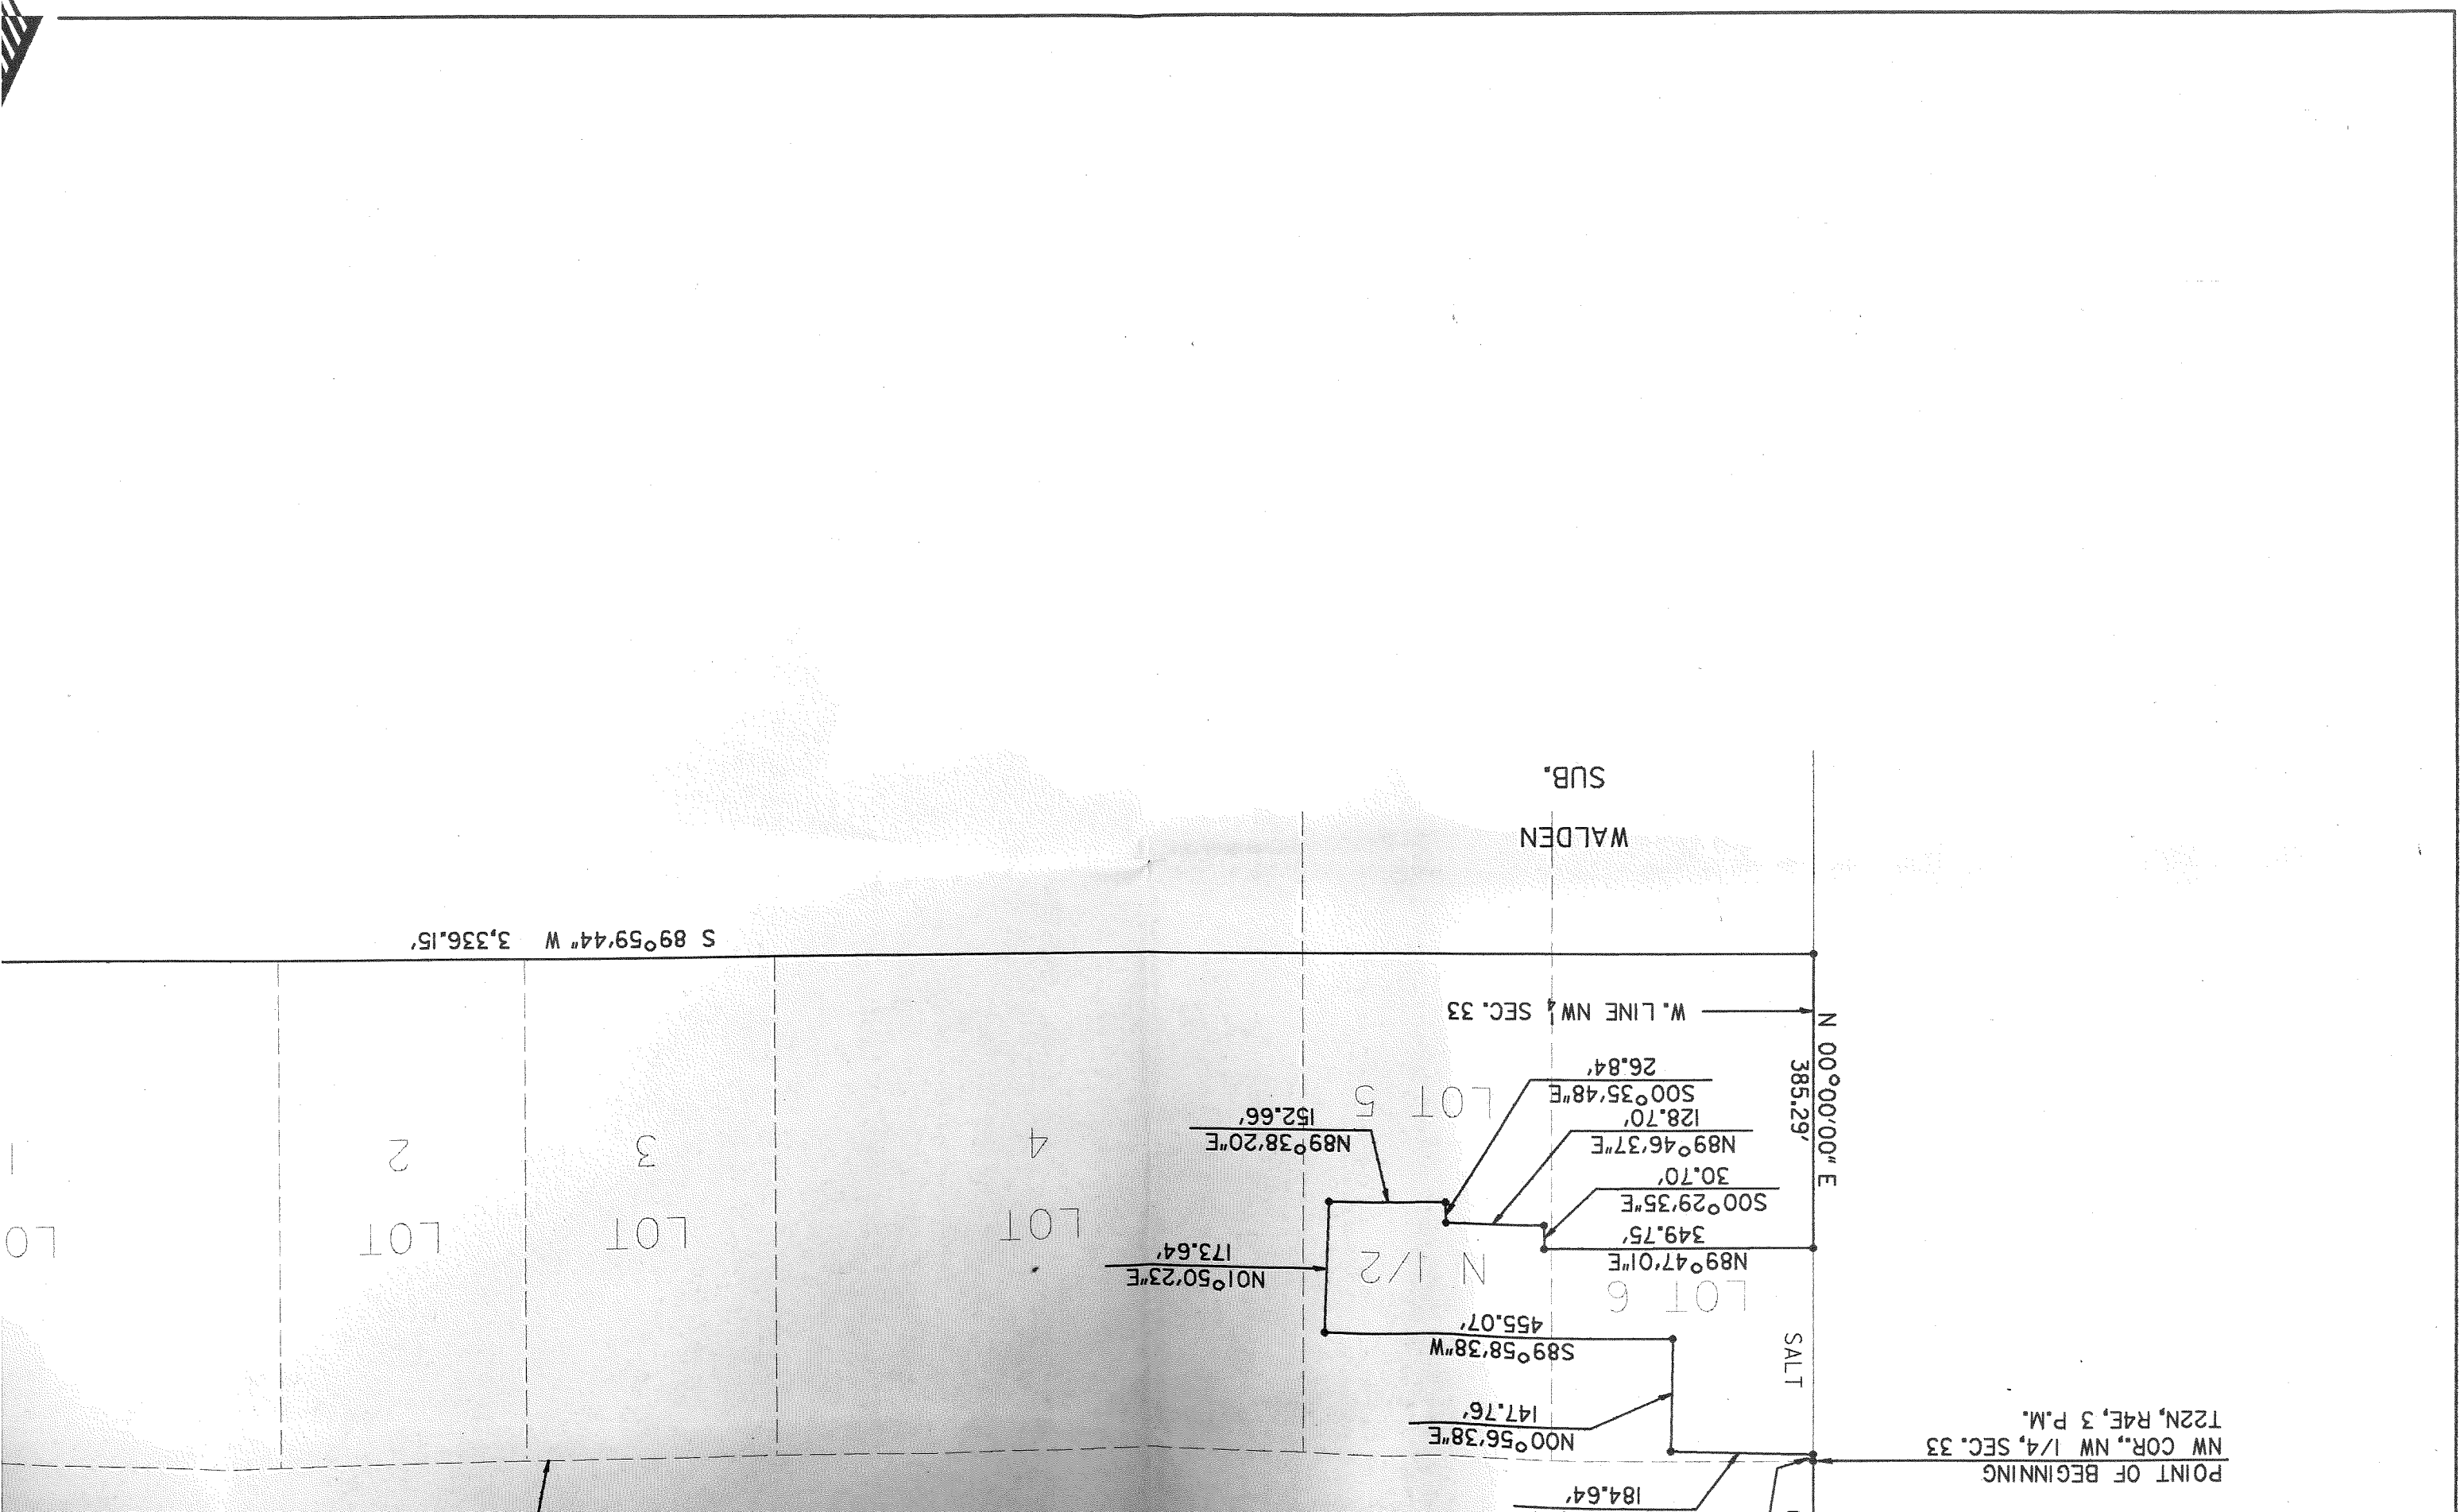 184.64'
POINT OF BEGINNING
NW COR., NW 1/4, SEC. 33
T22N, R4E, 3 P.M.
N00°56'38"E
147.76'
SALT
S89°58'38"W
455.07'
LOT 6
N89°47'01"E
349.75'
N 1/2
N01°50'23"E
173.64'
S00°29'35"E
30.70'
N89°46'37"E
128.70'
N89°38'20"E
152.66'
LOT 5
S00°35'48"E
26.84'
N 00°00'00" E
385.29'
LOT
4
LOT
3
LOT
2
LO
1
W. LINE NW 1/4 SEC. 33
S 89°59'44" W 3,336.15'
WALDEN
SUB.